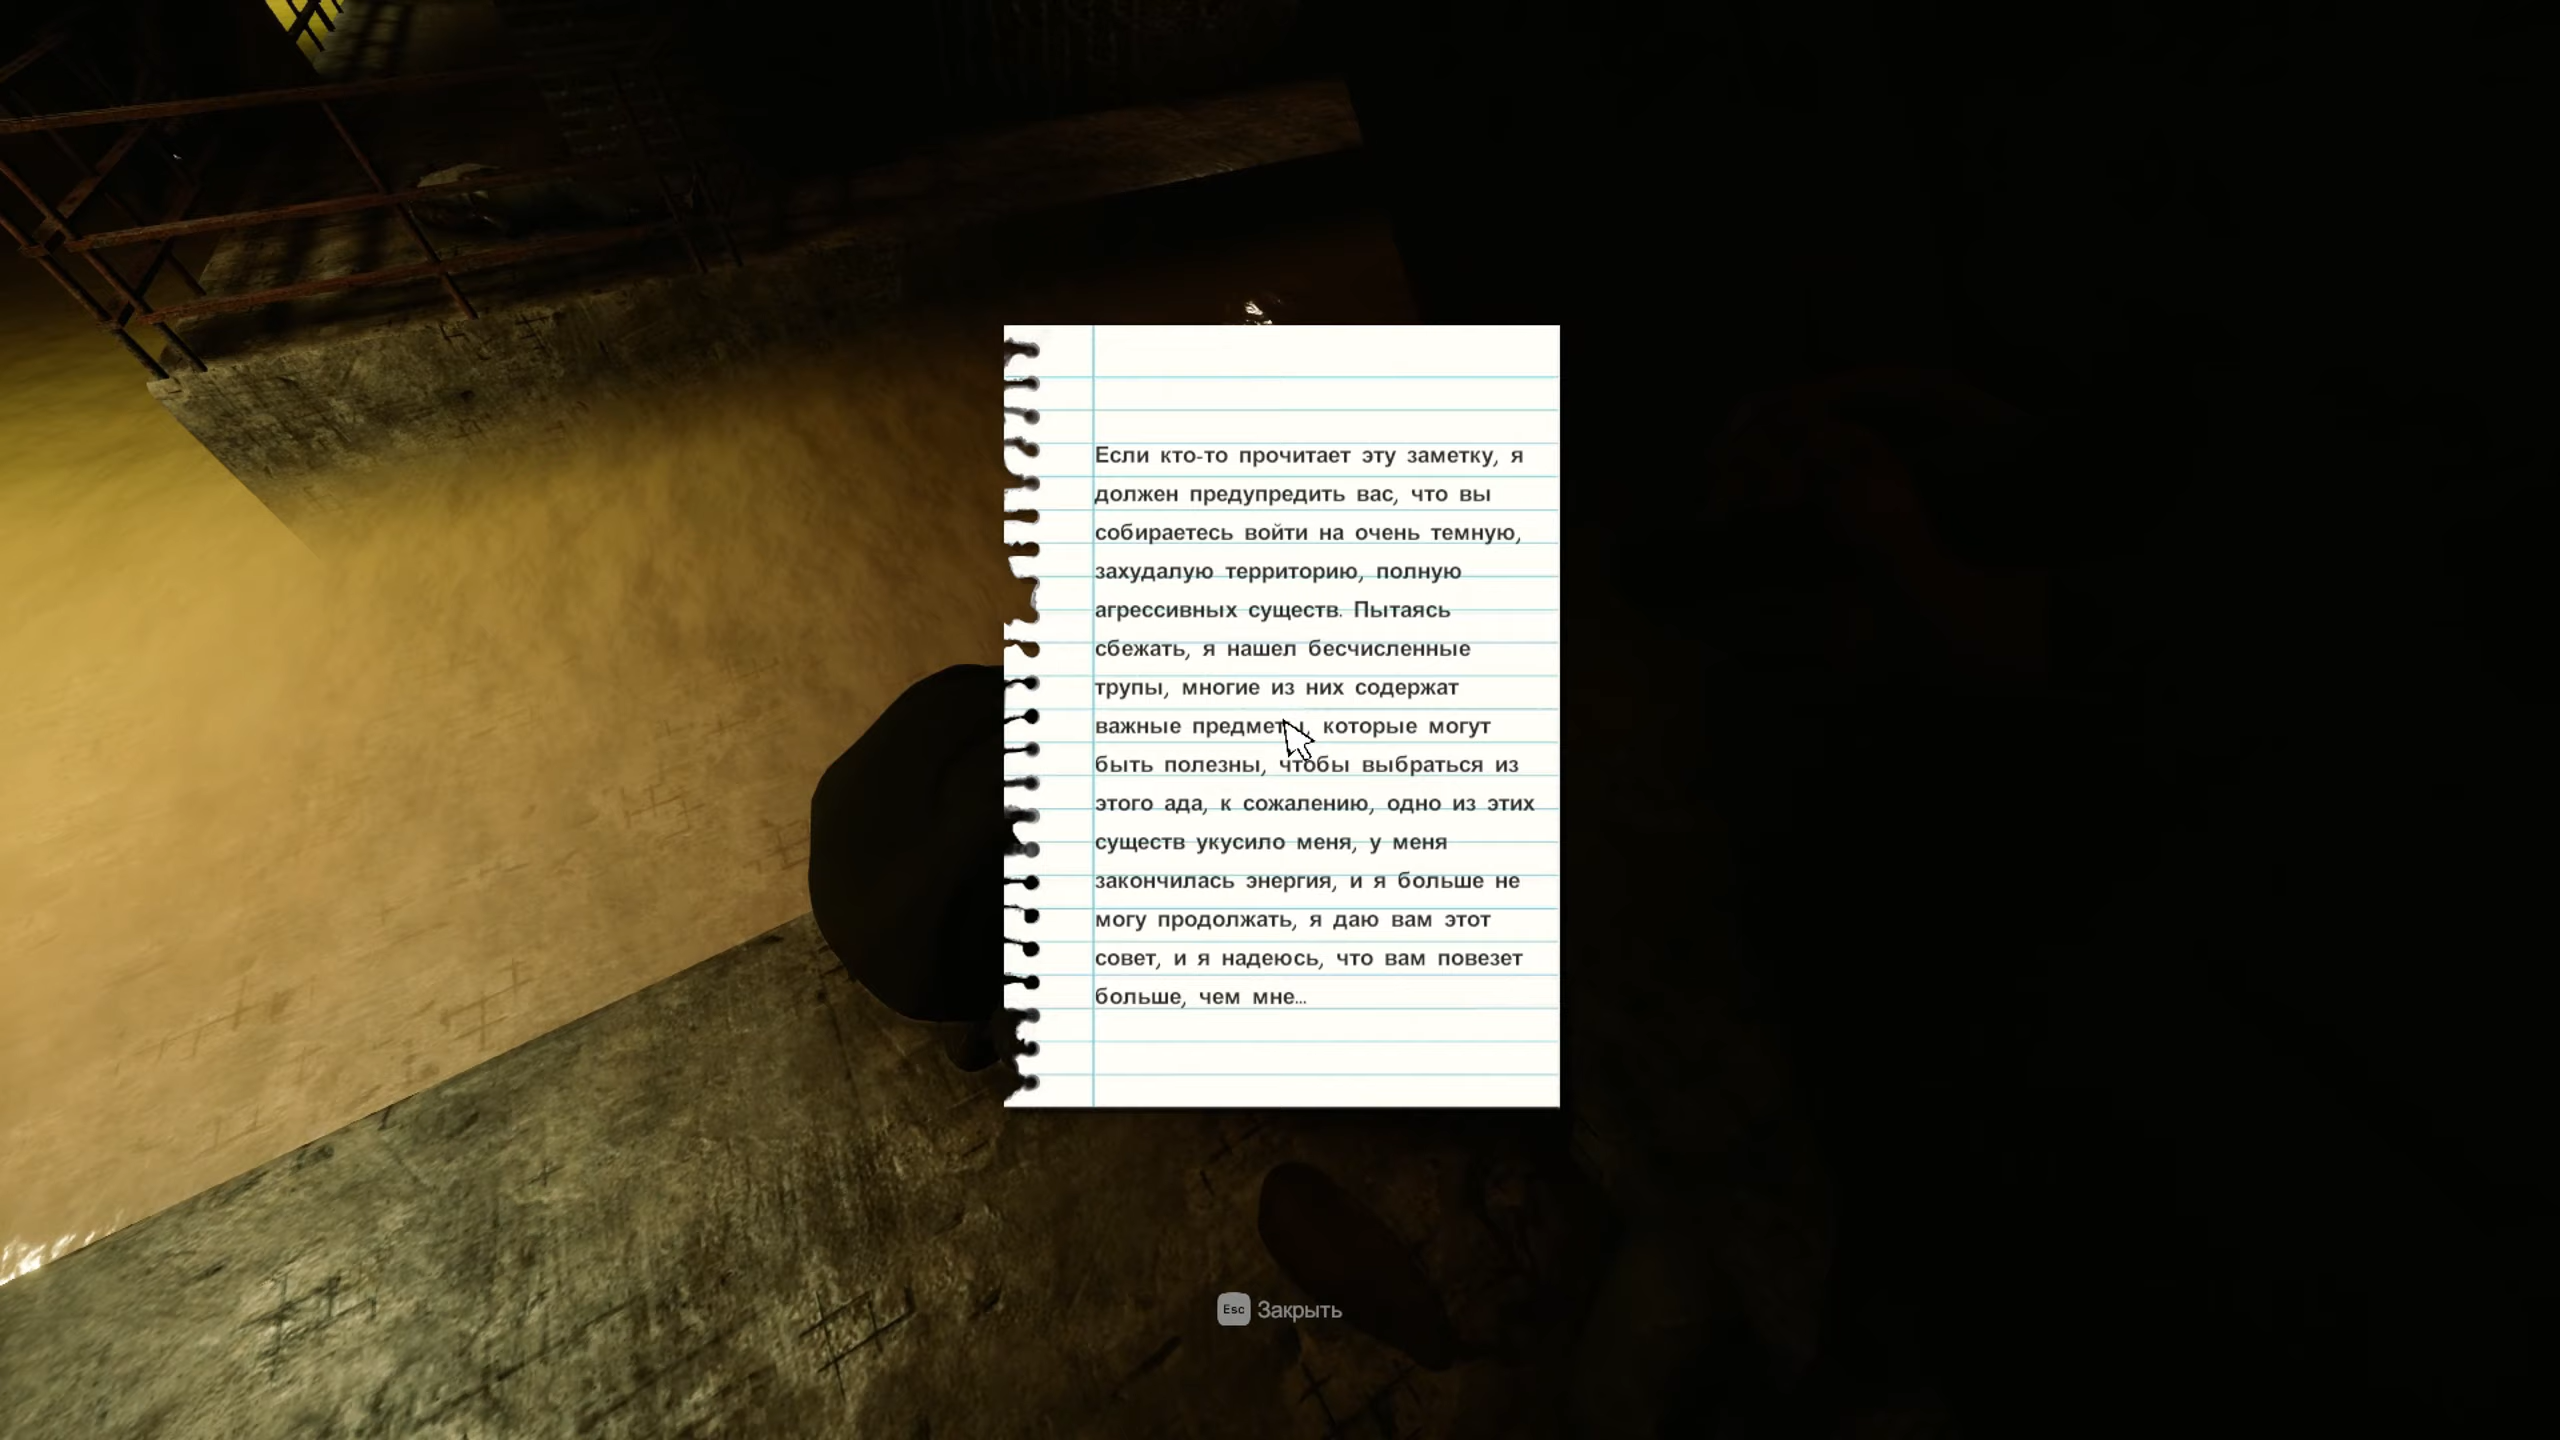 Если кто-то прочитает эту заметку, я
должен предупредить вас, что вы
собираетесь войти на очень темную,
захудалую территорию, полную
агрессивных существ. Пытаясь
сбежать, я нашел бесчисленные
трупы, многие из них содержат
важные предметы, которые могут
быть полезны, чтобы выбраться из
этого ада, к сожалению, одно из этих
существ укусило меня, у меня
закончилась энергия, и я больше не
могу продолжать, я даю вам этот
совет, и я надеюсь, что вам повезет
больше, чем мне...
Esc Закрыть